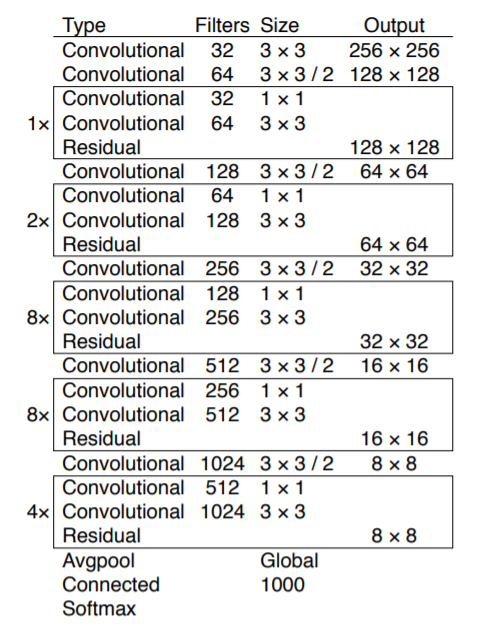 Type Filters Size Output
Convolutional 32 3 × 3 256 × 256
Convolutional 64 3 × 3 / 2 128 × 128
Convolutional 32 1 × 1
1× Convolutional 64 3 × 3
Residual 128 × 128
Convolutional 128 3 × 3 / 2 64 × 64
Convolutional 64 1 × 1
2× Convolutional 128 3 × 3
Residual 64 × 64
Convolutional 256 3 × 3 / 2 32 × 32
Convolutional 128 1 × 1
8× Convolutional 256 3 × 3
Residual 32 × 32
Convolutional 512 3 × 3 / 2 16 × 16
Convolutional 256 1 × 1
8× Convolutional 512 3 × 3
Residual 16 × 16
Convolutional 1024 3 × 3 / 2 8 × 8
Convolutional 512 1 × 1
4× Convolutional 1024 3 × 3
Residual 8 × 8
Avgpool Global
Connected 1000
Softmax